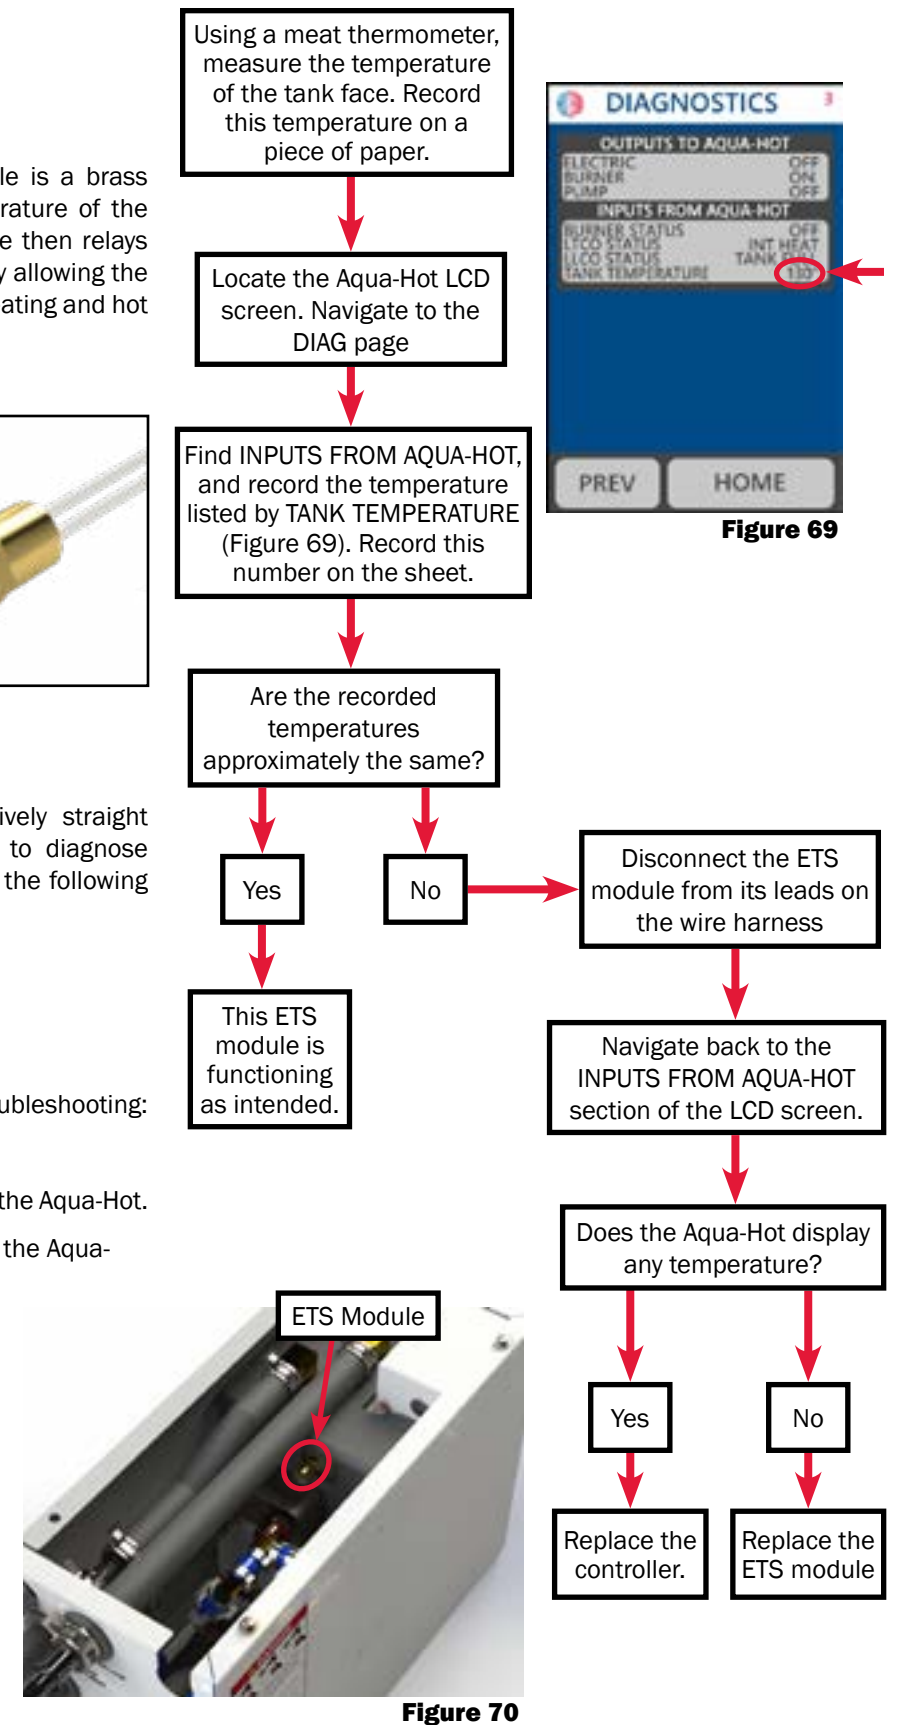 Using a meat thermometer,
measure the temperature
of the tank face. Record
this temperature on a
piece of paper.
DIAGNOSTICS 3
OUTPUTS TO AQUA-HOT
ELECTRIC OFF
BURNER ON
PUMP OFF
INPUTS FROM AQUA-HOT
BURNER STATUS OFF
LTCO STATUS INT HEAT
LLCO STATUS TANK
TANK TEMPERATURE 130°
PREV HOME
Figure 69
le is a brass
rature of the
e then relays
y allowing the
eating and hot
Locate the Aqua-Hot LCD
screen. Navigate to the
DIAG page
Find INPUTS FROM AQUA-HOT,
and record the temperature
listed by TANK TEMPERATURE
(Figure 69). Record this
number on the sheet.
Are the recorded
temperatures
approximately the same?
ively straight
to diagnose
the following
Yes
No
Disconnect the ETS
module from its leads on
the wire harness
This ETS
module is
functioning
as intended.
Navigate back to the
INPUTS FROM AQUA-HOT
section of the LCD screen.
oubleshooting:
the Aqua-Hot.
the Aqua-
Does the Aqua-Hot display
any temperature?
Yes
No
Replace the
controller.
Replace the
ETS module
ETS Module
Figure 70